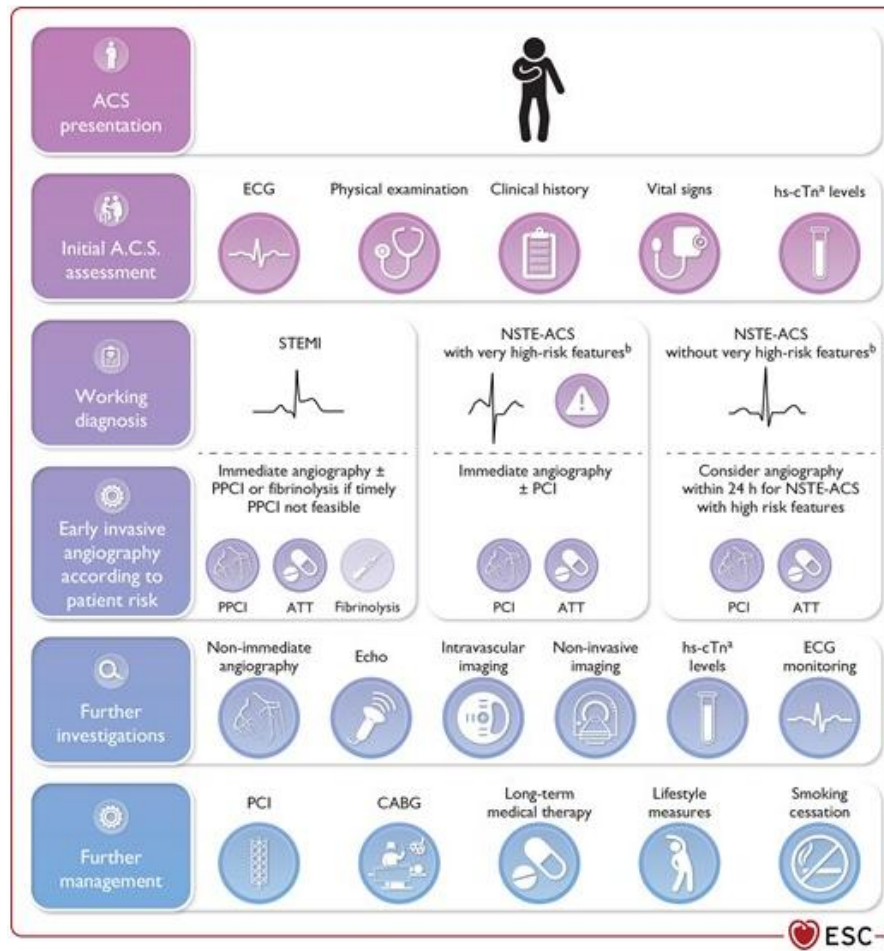 ACS
presentation
Initial A.C.S.
assessment
ECG
Physical examination
Clinical history
Vital signs
hs-cTnª levels
Working
diagnosis
STEMI
NSTE-ACS
with very high-risk featuresᵇ
NSTE-ACS
without very high-risk featuresᵇ
Early invasive
angiography
according to
patient risk
Immediate angiography ±
PPCI or fibrinolysis if timely
PPCI not feasible
PPCI
ATT
Fibrinolysis
Immediate angiography
± PCI
PCI
ATT
Consider angiography
within 24 h for NSTE-ACS
with high risk features
PCI
ATT
Further
investigations
Non-immediate
angiography
Echo
Intravascular
imaging
Non-invasive
imaging
hs-cTnª
levels
ECG
monitoring
Further
management
PCI
CABG
Long-term
medical therapy
Lifestyle
measures
Smoking
cessation
ESC